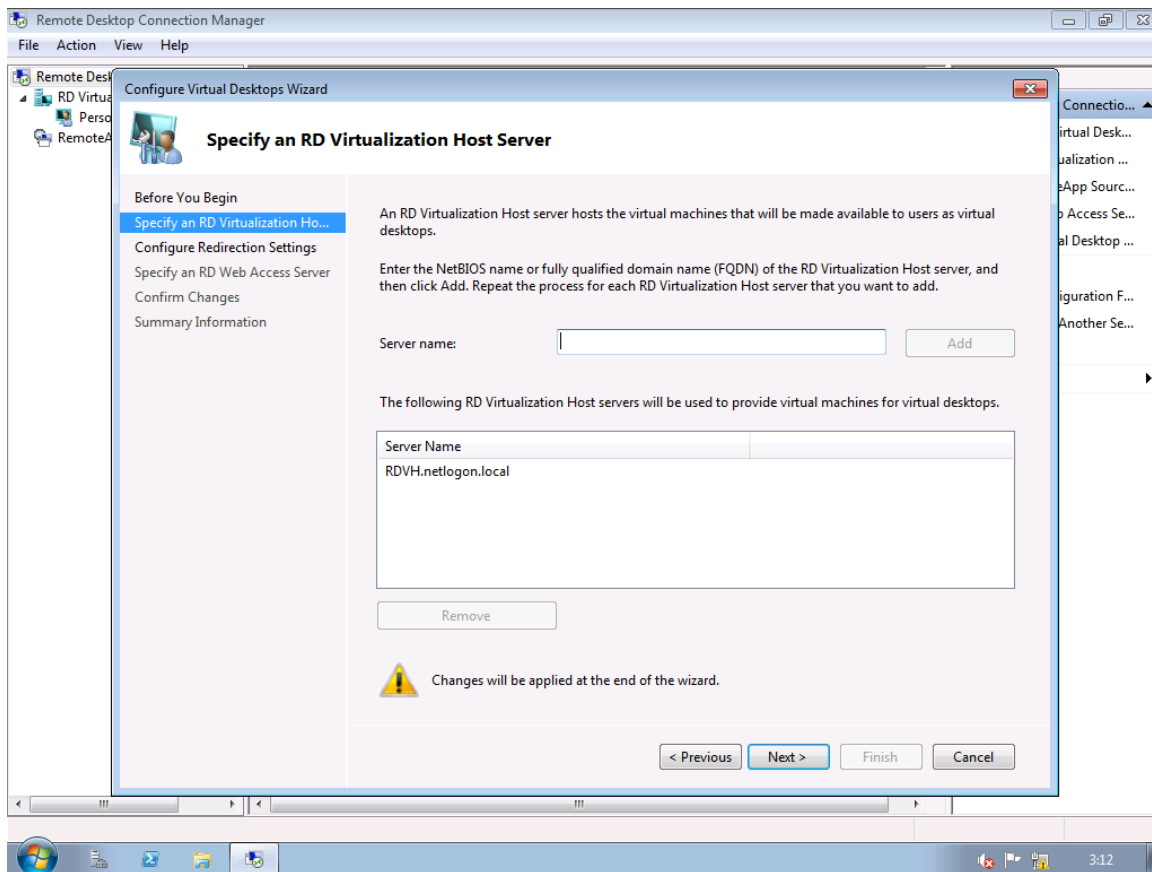 Remote Desktop Connection Manager
File Action View Help
Remote Desk
RD Virtua
Perso
RemoteA
Configure Virtual Desktops Wizard
Specify an RD Virtualization Host Server
Before You Begin
Specify an RD Virtualization Ho...
Configure Redirection Settings
Specify an RD Web Access Server
Confirm Changes
Summary Information
An RD Virtualization Host server hosts the virtual machines that will be made available to users as virtual
desktops.
Enter the NetBIOS name or fully qualified domain name (FQDN) of the RD Virtualization Host server, and
then click Add. Repeat the process for each RD Virtualization Host server that you want to add.
Server name:
Add
The following RD Virtualization Host servers will be used to provide virtual machines for virtual desktops.
Server Name
RDVH.netlogon.local
Remove
Changes will be applied at the end of the wizard.
< Previous Next > Finish Cancel
Connectio...
irtual Desk...
ualization ...
eApp Sourc...
b Access Se...
al Desktop ...
iguration F...
Another Se...
3:12